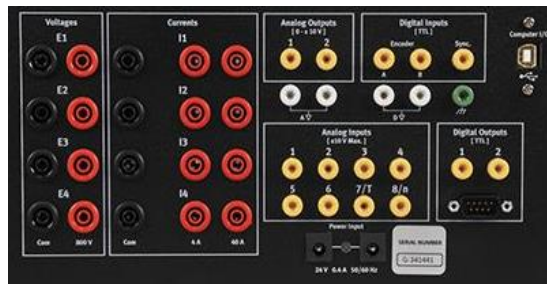 Voltages
E1
E2
E3
E4
Com 800 V
Currents
I1
I2
I3
I4
Com 4 A 40 A
Analog Outputs
[ 0 - ± 10 V ]
1 2
A
Digital Inputs
[ TTL ]
Encoder Sync.
A B
D
Computer I/O
Analog Inputs
[ ±10 V Max. ]
1 2 3 4
5 6 7/T 8/n
Digital Outputs
[ TTL ]
1 2
Power Input
24 V 0.4 A 50/60 Hz
SERIAL NUMBER